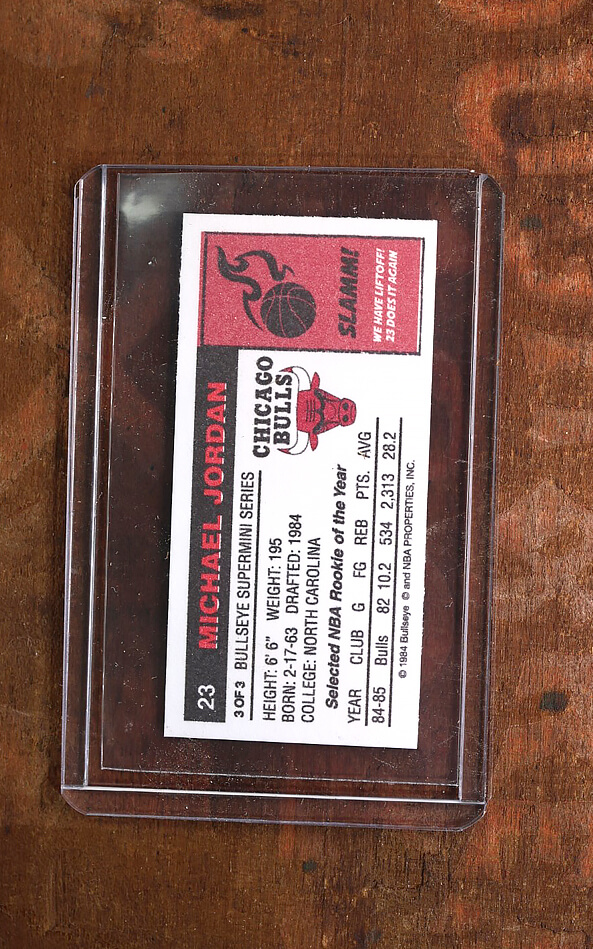 23 MICHAEL JORDAN
3 OF 3 BULLSEYE SUPERMINI SERIES
HEIGHT: 6' 6" WEIGHT: 195
BORN: 2-17-63 DRAFTED: 1984
COLLEGE: NORTH CAROLINA
Selected NBA Rookie of the Year
YEAR CLUB G FG REB PTS. AVG
84-85 Bulls 82 10.2 534 2,313 28.2
© 1984 Bullseye © and NBA PROPERTIES, INC.
CHICAGO
BULLS
SLAMM!
WE HAVE LIFTOFF!
23 DOES IT AGAIN